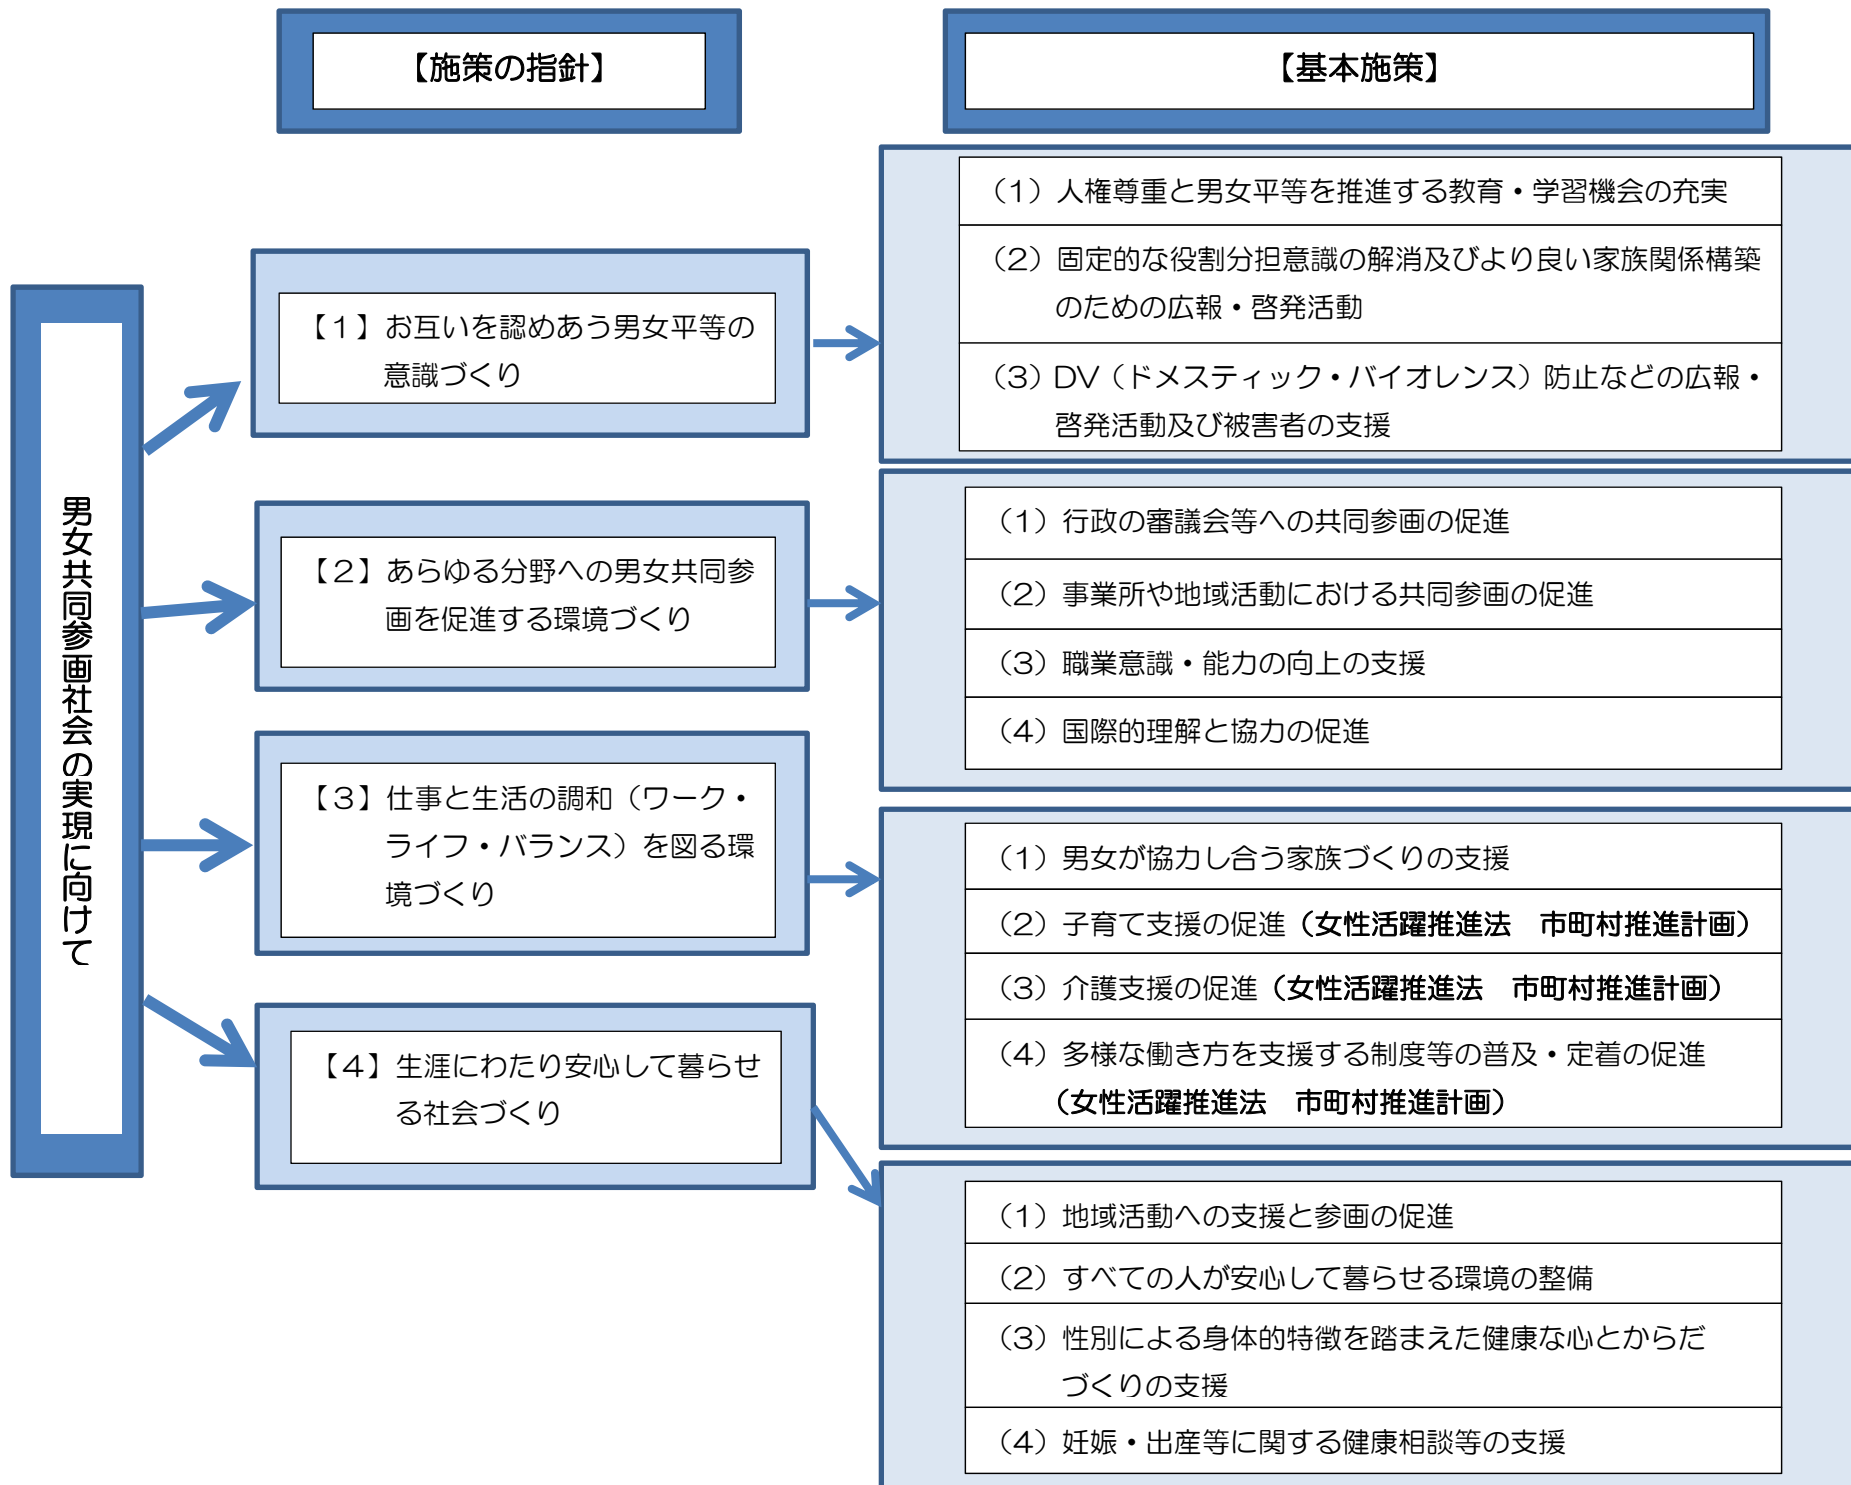 【施策の指針】
【基本施策】
男女共同参画社会の実現に向けて
【１】お互いを認めあう男女平等の
意識づくり
（1）人権尊重と男女平等を推進する教育・学習機会の充実
（2）固定的な役割分担意識の解消及びより良い家族関係構築
のための広報・啓発活動
（3）DV（ドメスティック・バイオレンス）防止などの広報・
啓発活動及び被害者の支援
【２】あらゆる分野への男女共同参
画を促進する環境づくり
（1）行政の審議会等への共同参画の促進
（2）事業所や地域活動における共同参画の促進
（3）職業意識・能力の向上の支援
（4）国際的理解と協力の促進
【３】仕事と生活の調和（ワーク・
ライフ・バランス）を図る環
境づくり
（1）男女が協力し合う家族づくりの支援
（2）子育て支援の促進（女性活躍推進法　市町村推進計画）
（3）介護支援の促進（女性活躍推進法　市町村推進計画）
（4）多様な働き方を支援する制度等の普及・定着の促進
（女性活躍推進法　市町村推進計画）
【４】生涯にわたり安心して暮らせ
る社会づくり
（1）地域活動への支援と参画の促進
（2）すべての人が安心して暮らせる環境の整備
（3）性別による身体的特徴を踏まえた健康な心とからだ
づくりの支援
（4）妊娠・出産等に関する健康相談等の支援